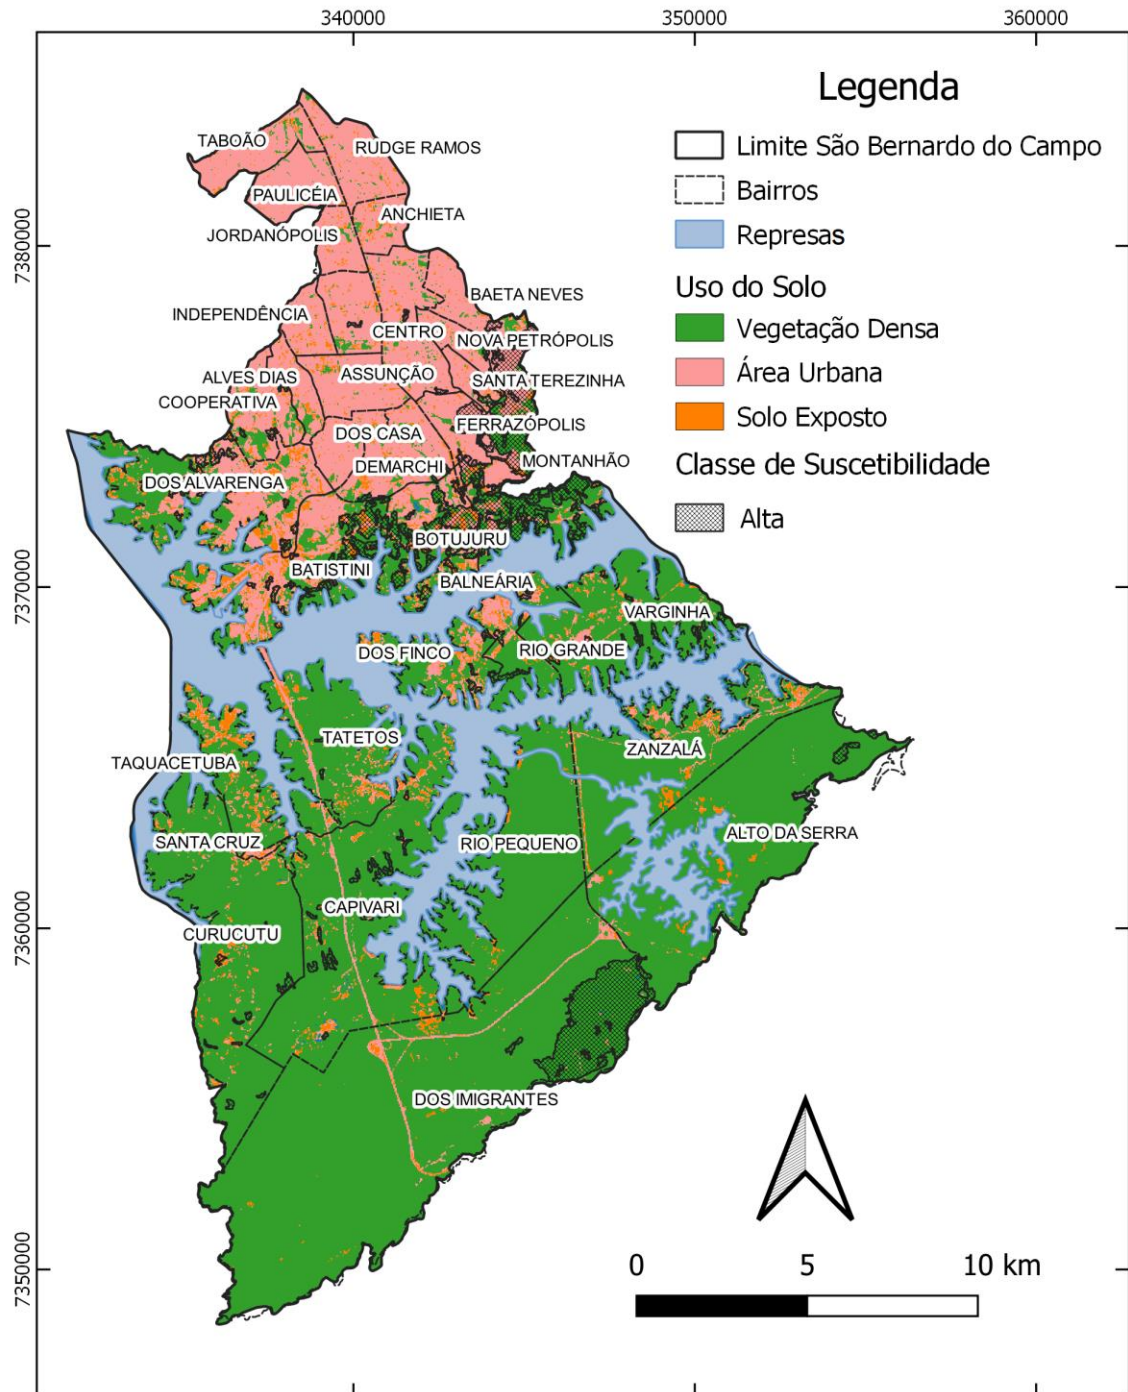 340000
350000
360000
7380000
7370000
7360000
7350000
Legenda
Limite São Bernardo do Campo
Bairros
Represas
Uso do Solo
Vegetação Densa
Área Urbana
Solo Exposto
Classe de Suscetibilidade
Alta
TABOÃO
RUDGE RAMOS
PAULICÉIA
ANCHIETA
JORDANÓPOLIS
BAETA NEVES
INDEPENDÊNCIA
CENTRO
NOVA PETRÓPOLIS
ALVES DIAS
ASSUNÇÃO
SANTA TEREZINHA
COOPERATIVA
FERRAZÓPOLIS
DOS CASA
DEMARCHI
MONTANHÃO
DOS ALVARENGA
BOTUJURU
BATISTINI
BALNEÁRIA
VARGINHA
DOS FINCO
RIO GRANDE
TATETOS
ZANZALÁ
TAQUACETUBA
SANTA CRUZ
RIO PEQUENO
ALTO DA SERRA
CAPIVARI
CURUCUTU
DOS IMIGRANTES
0 5 10 km